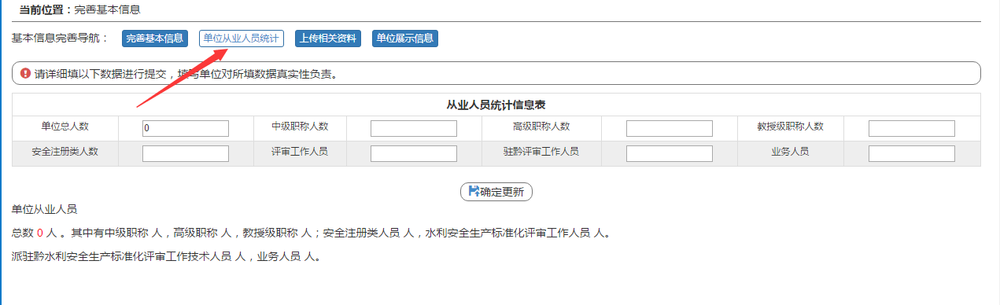 当前位置：完善基本信息
基本信息完善导航： 完善基本信息 单位从业人员统计 上传相关资料 单位展示信息
请详细填以下数据进行提交，填写单位对所填数据真实性负责。
从业人员统计信息表
单位总人数 0 中级职称人数 高级职称人数 教授级职称人数
安全注册类人数 评审工作人员 驻黔评审工作人员 业务人员
确定更新
单位从业人员
总数 0 人 。其中有中级职称 人，高级职称 人，教授级职称 人；安全注册类人员 人，水利安全生产标准化评审工作人员 人。
派驻黔水利安全生产标准化评审工作技术人员 人，业务人员 人。